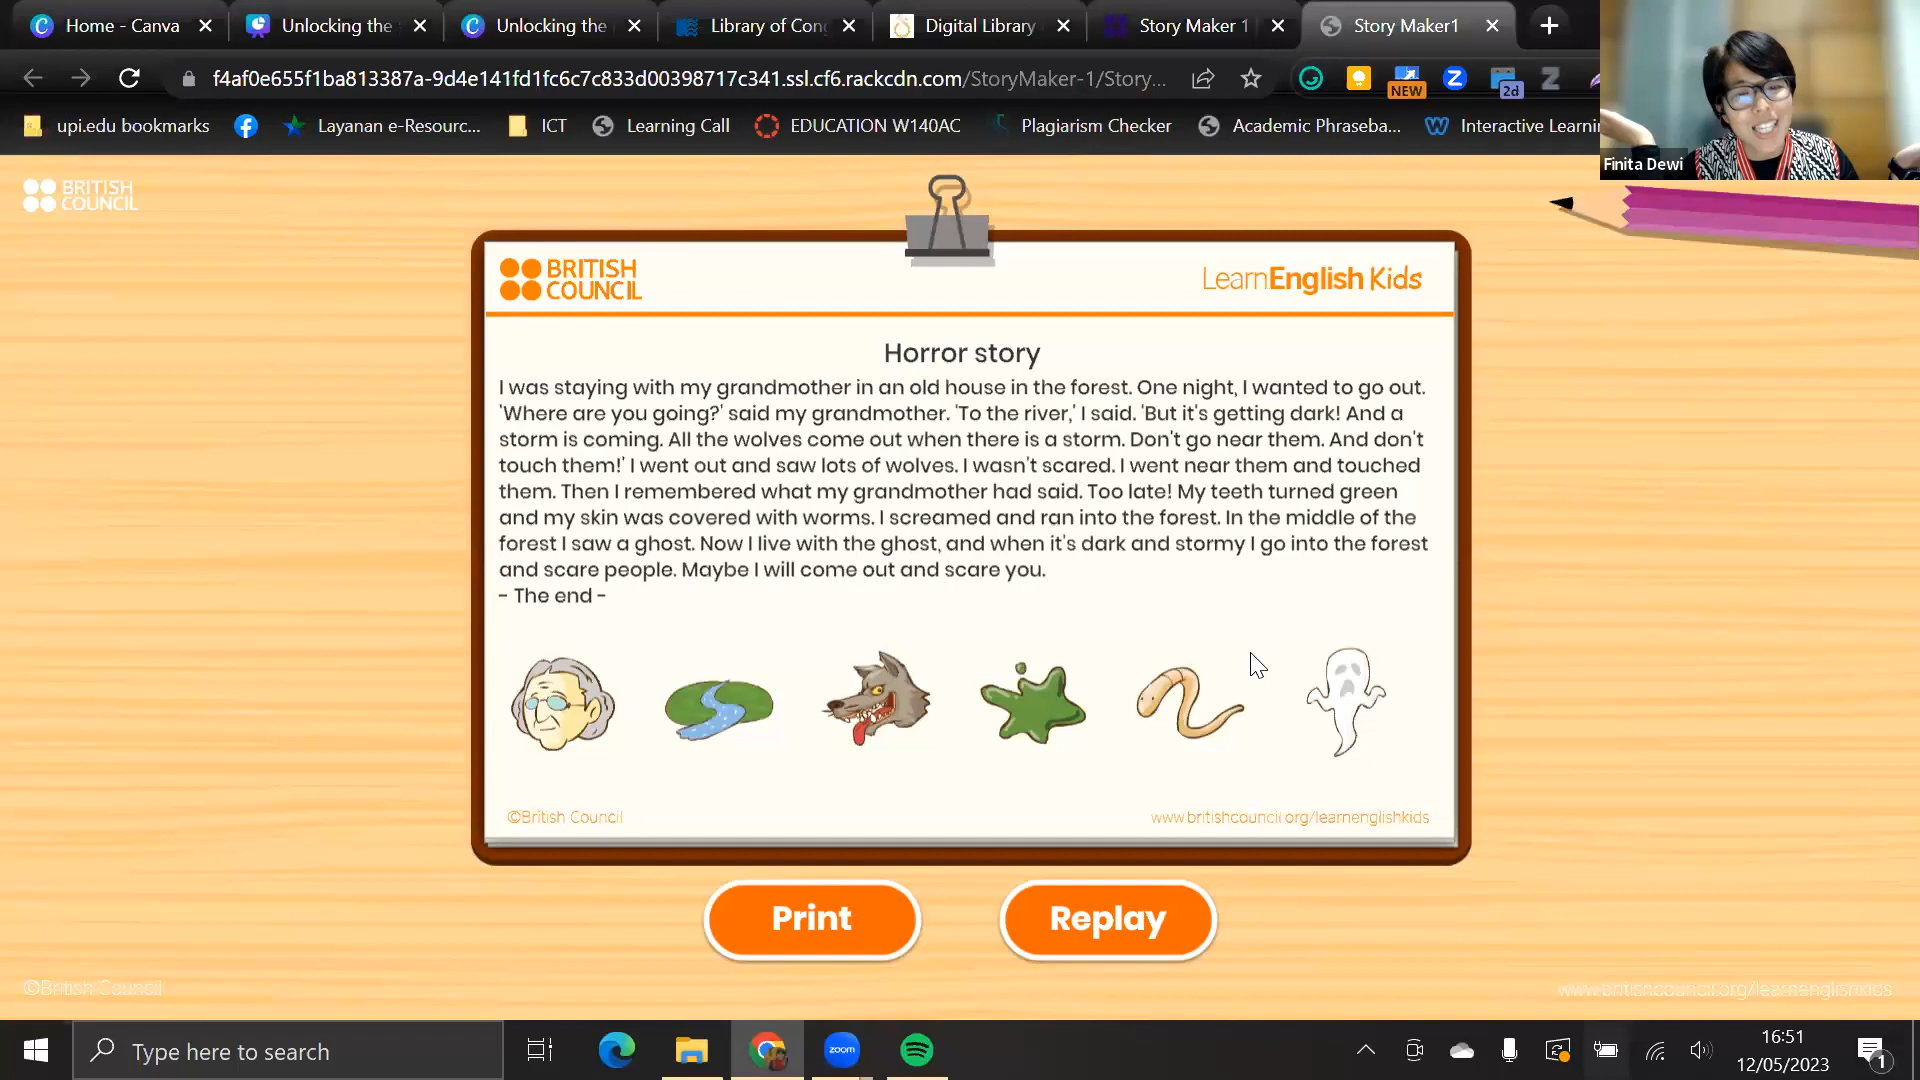 Home - Canva
Unlocking the
Unlocking the
Library of Con
Digital Library
Story Maker 1
Story Maker1
f4af0e655f1ba813387a-9d4e141fd1fc6c7c833d00398717c341.ssl.cf6.rackcdn.com/StoryMaker-1/Story...
NEW
2d
upi.edu bookmarks
Layanan e-Resourc...
ICT
Learning Call
EDUCATION W140AC
Plagiarism Checker
Academic Phraseba...
Interactive Learni
Finita Dewi
BRITISH
COUNCIL
BRITISH
COUNCIL
LearnEnglish Kids
Horror story
I was staying with my grandmother in an old house in the forest. One night, I wanted to go out.
'Where are you going?' said my grandmother. 'To the river,' I said. 'But it's getting dark! And a
storm is coming. All the wolves come out when there is a storm. Don't go near them. And don't
touch them!' I went out and saw lots of wolves. I wasn't scared. I went near them and touched
them. Then I remembered what my grandmother had said. Too late! My teeth turned green
and my skin was covered with worms. I screamed and ran into the forest. In the middle of the
forest I saw a ghost. Now I live with the ghost, and when it's dark and stormy I go into the forest
and scare people. Maybe I will come out and scare you.
- The end -
©British Council
www.britishcouncil.org/learnenglishkids
Print
Replay
©British Council
www.britishcouncil.org/learnenglishkids
Type here to search
zoom
16:51
12/05/2023
1